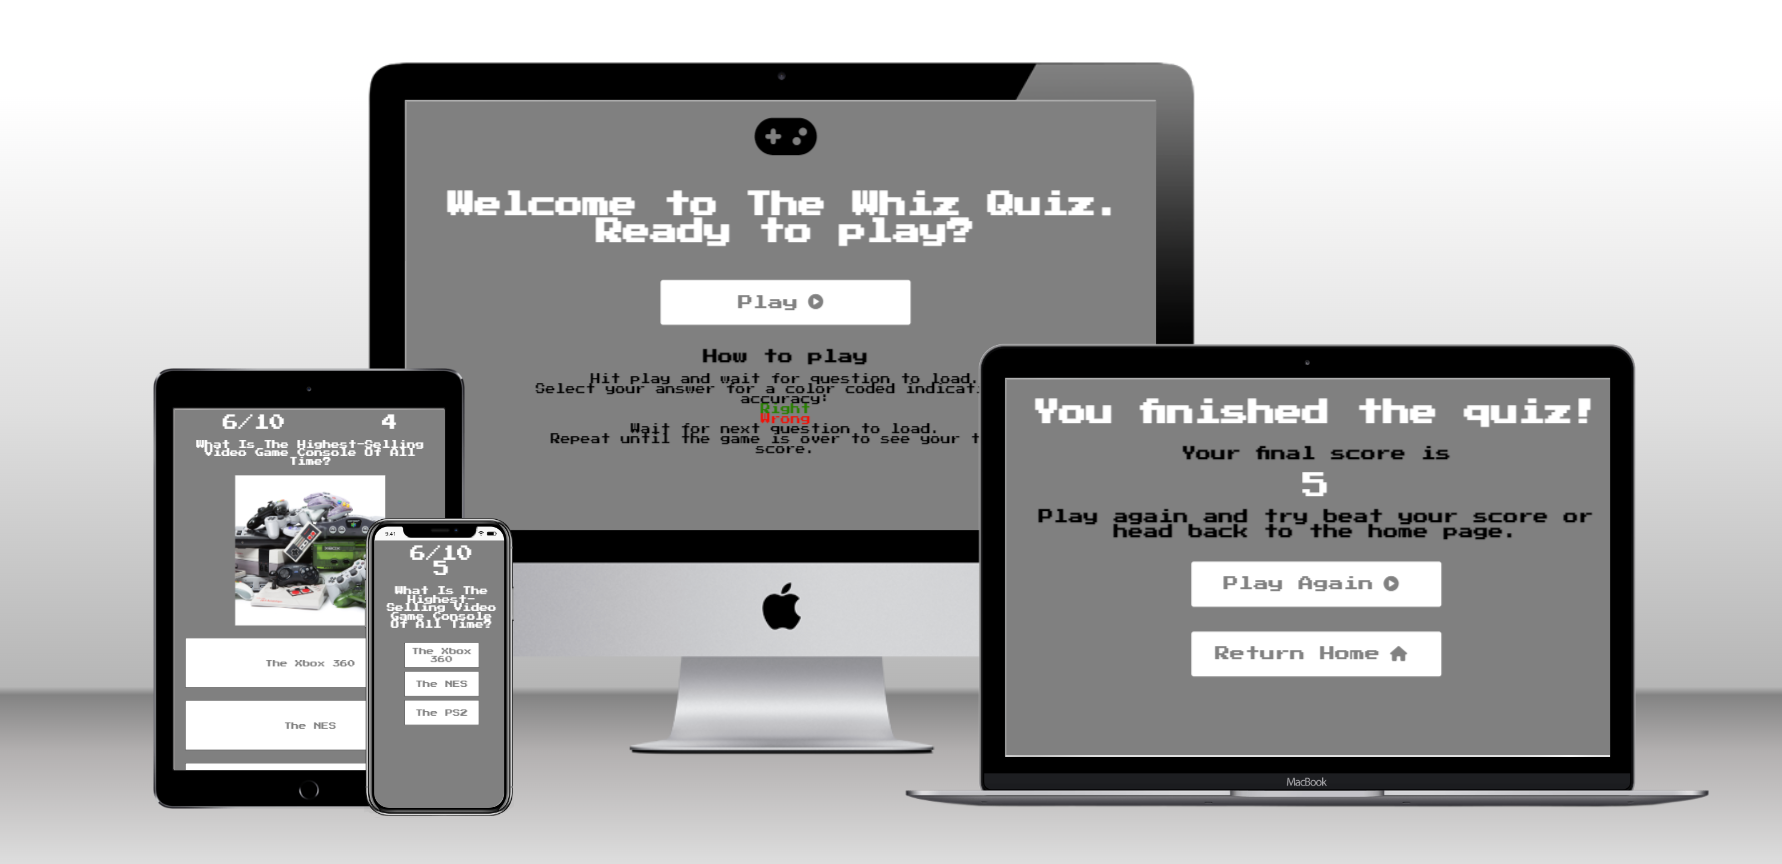 Welcome to The Whiz Quiz.
Ready to play?
Play
How to play
Hit play and wait for question to load.
Select your answer for a color coded
accuracy:
Right
Wrong
Wait for next question to load.
Repeat until the game is over to see your
score.
6/10 4
What Is The Highest-Selling
Video Game Console Of All
Time?
The Xbox 360
The NES
9:41
6/10
5
What Is The
Highest-
Selling Video
Game Console
Of All Time?
The Xbox
360
The NES
The PS2
You finished the quiz!
Your final score is
5
Play again and try beat your score or
head back to the home page.
Play Again
Return Home
MacBook